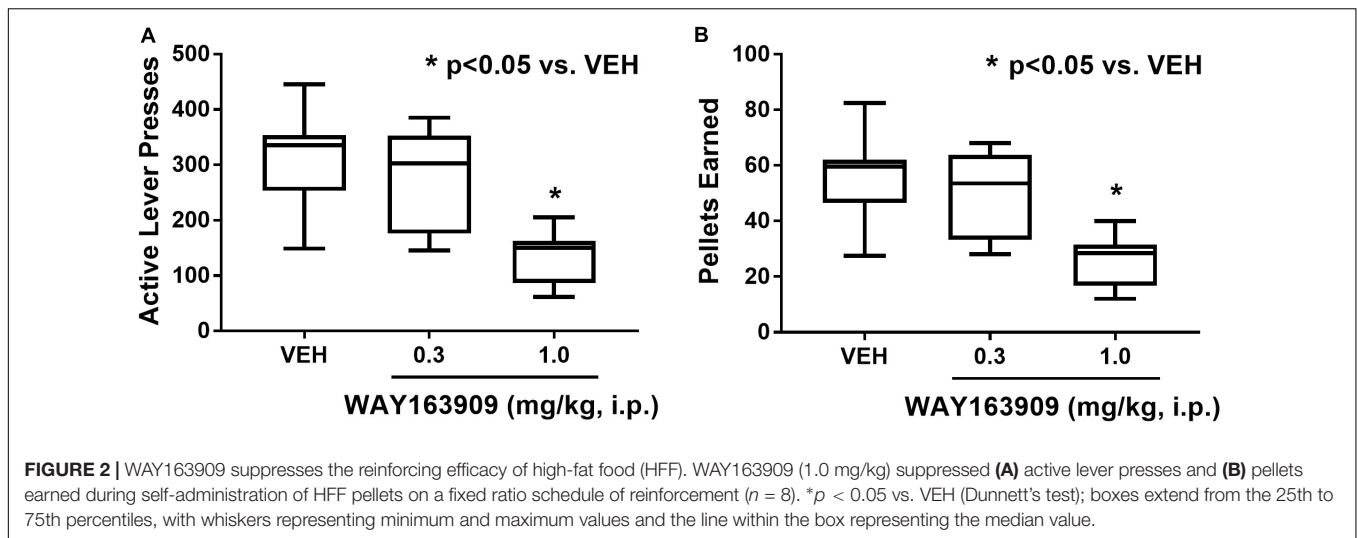 A
500
400
300
200
100
0
Active Lever Presses
* p<0.05 vs. VEH
*
VEH 0.3 1.0
WAY163909 (mg/kg, i.p.)
B
100
80
60
40
20
0
Pellets Earned
* p<0.05 vs. VEH
*
VEH 0.3 1.0
WAY163909 (mg/kg, i.p.)
FIGURE 2 | WAY163909 suppresses the reinforcing efficacy of high-fat food (HFF). WAY163909 (1.0 mg/kg) suppressed (A) active lever presses and (B) pellets
earned during self-administration of HFF pellets on a fixed ratio schedule of reinforcement (n = 8). *p < 0.05 vs. VEH (Dunnett’s test); boxes extend from the 25th to
75th percentiles, with whiskers representing minimum and maximum values and the line within the box representing the median value.